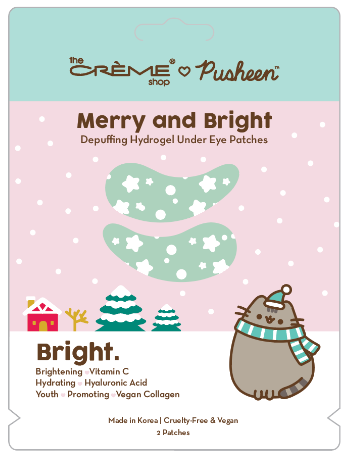 the CRÈME shop® ♡ Pusheen™
Merry and Bright
Depuffing Hydrogel Under Eye Patches
Bright.
Brightening Vitamin C
Hydrating Hyaluronic Acid
Youth Promoting Vegan Collagen
Made in Korea | Cruelty-Free & Vegan
2 Patches